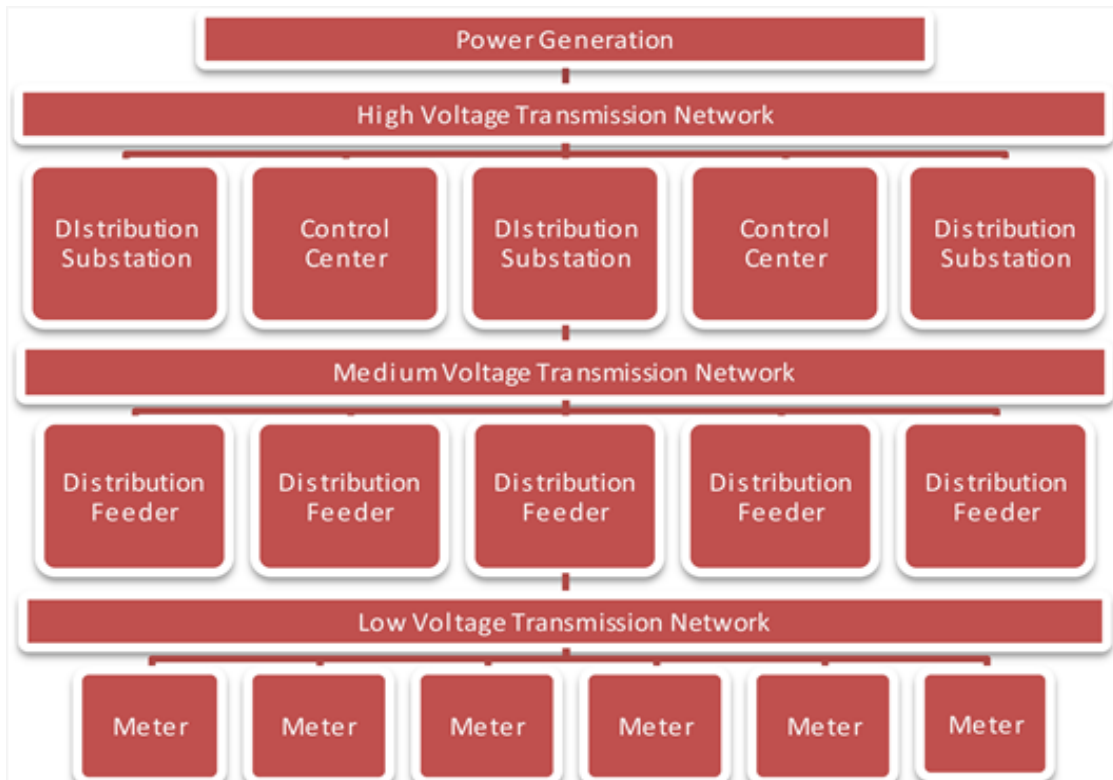 Power Generation
High Voltage Transmission Network
DIstribution
Substation
Control
Center
DIstribution
Substation
Control
Center
Distribution
Substation
Medium Voltage Transmission Network
Distribution
Feeder
Distribution
Feeder
Distribution
Feeder
Distribution
Feeder
Distribution
Feeder
Low Voltage Transmission Network
Meter
Meter
Meter
Meter
Meter
Meter